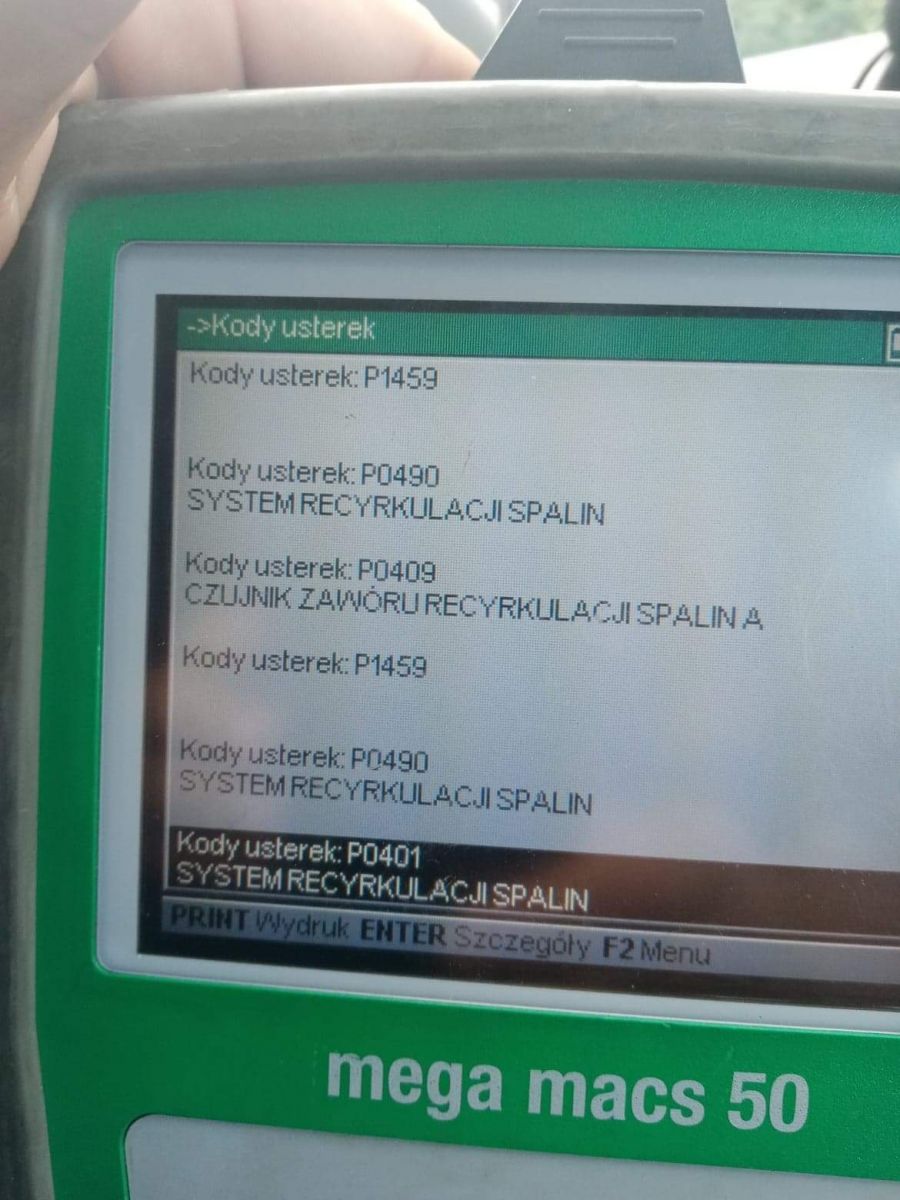 ->Kody usterek
Kody usterek: P1459
Kody usterek: P0490
SYSTEM RECYRKULACJI SPALIN
Kody usterek: P0409
CZUJNIK ZAWÓRU RECYRKULACJI SPALIN A
Kody usterek: P1459
Kody usterek: P0490
SYSTEM RECYRKULACJI SPALIN
Kody usterek: P0401
SYSTEM RECYRKULACJI SPALIN
PRINT Wydruk ENTER Szczegóły F2 Menu
mega macs 50